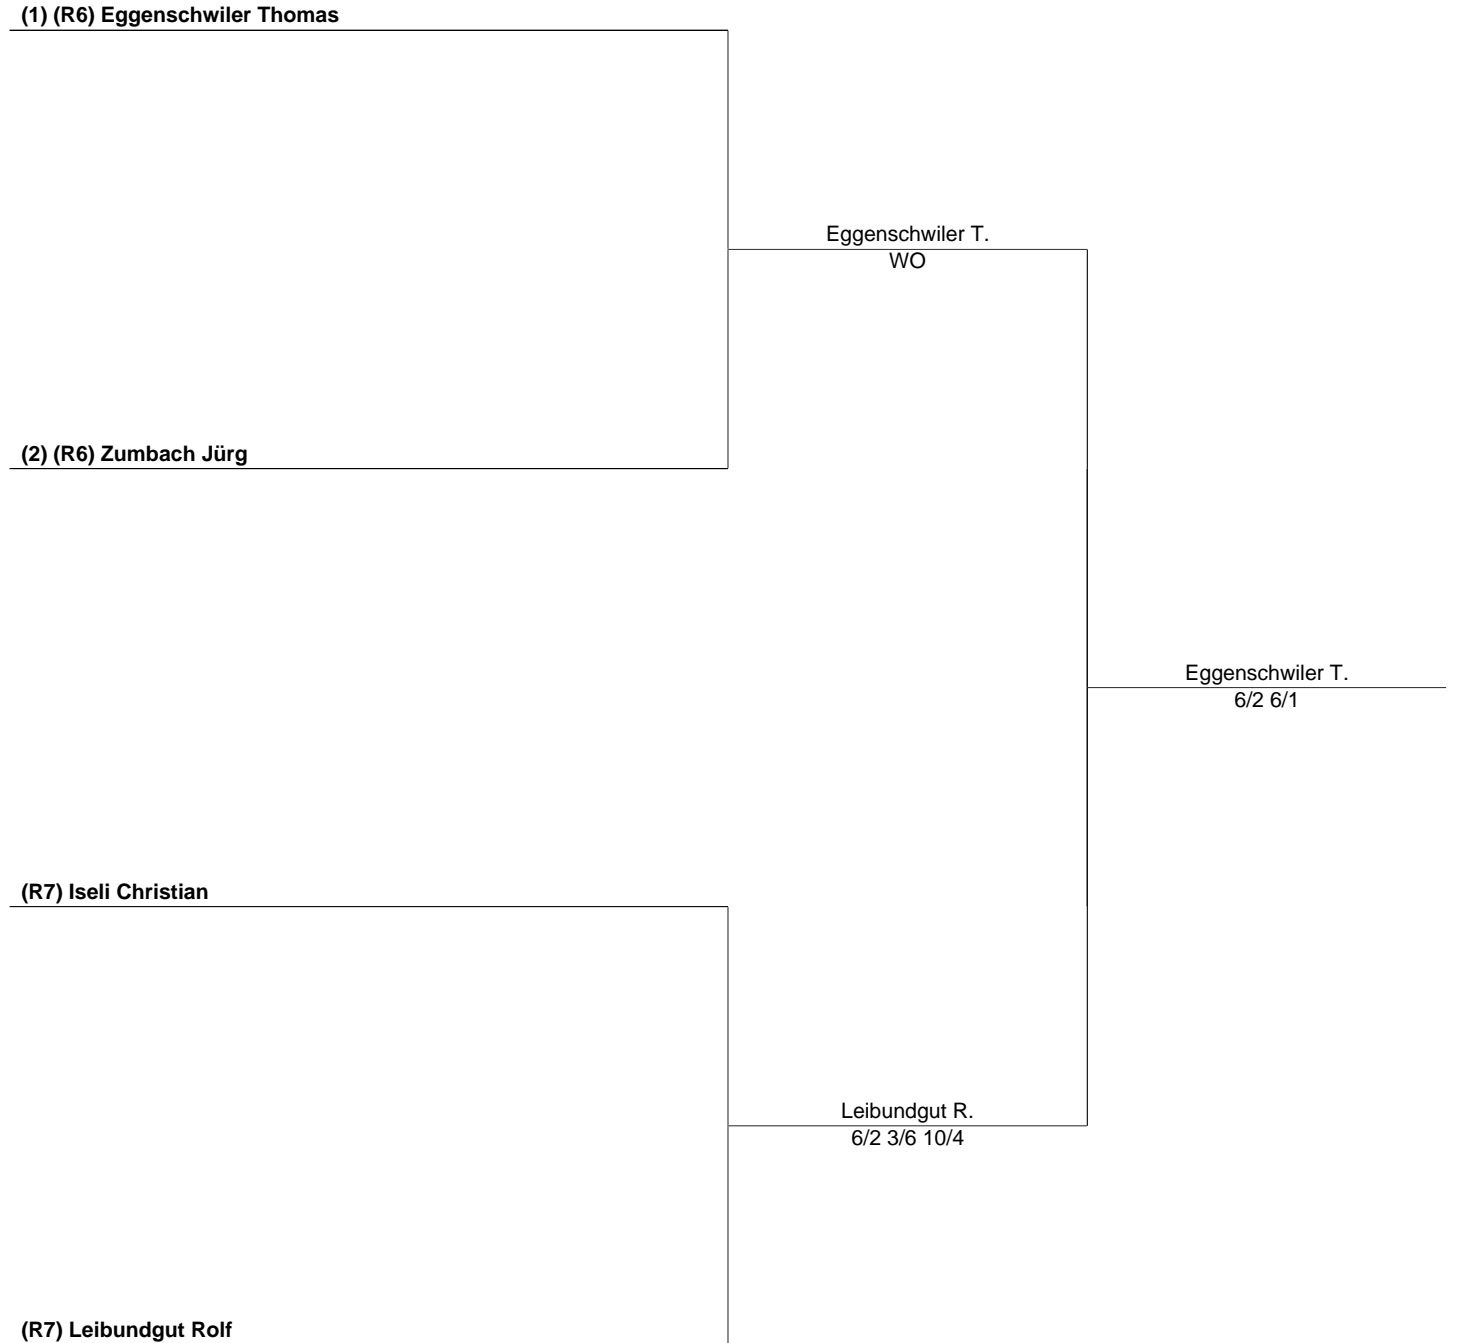 (1) (R6) Eggenschwiler Thomas
Eggenschwiler T.
WO
(2) (R6) Zumbach Jürg
Eggenschwiler T.
6/2 6/1
(R7) Iseli Christian
Leibundgut R.
6/2 3/6 10/4
(R7) Leibundgut Rolf